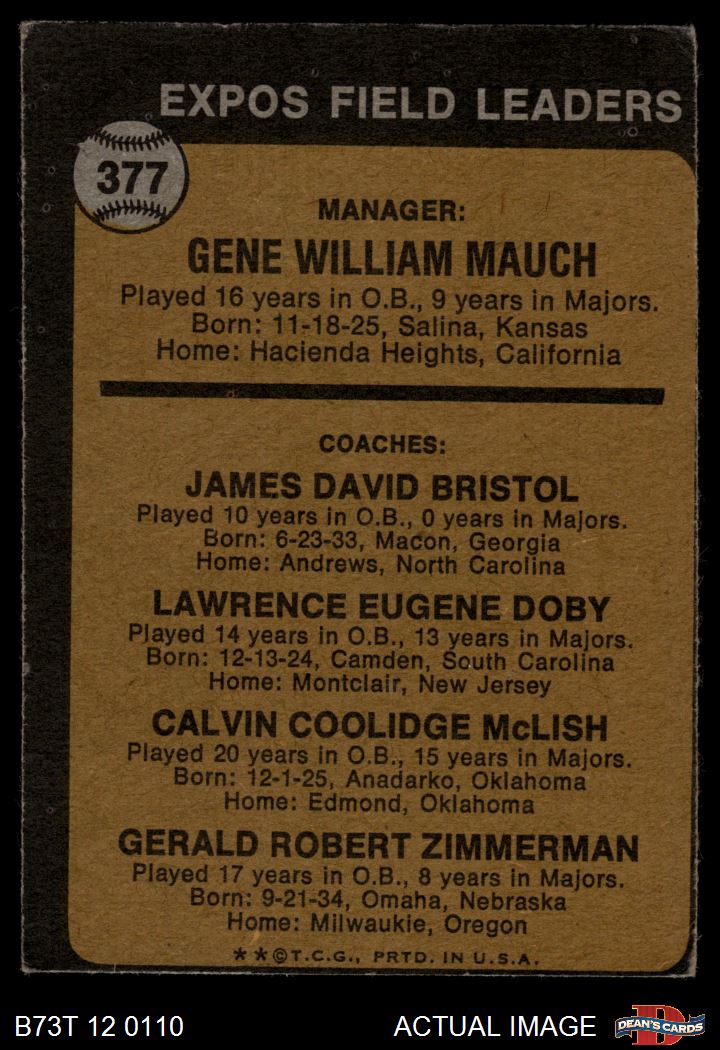 EXPOS FIELD LEADERS
377
MANAGER:
GENE WILLIAM MAUCH
Played 16 years in O.B., 9 years in Majors.
Born: 11-18-25, Salina, Kansas
Home: Hacienda Heights, California
COACHES:
JAMES DAVID BRISTOL
Played 10 years in O.B., 0 years in Majors.
Born: 6-23-33, Macon, Georgia
Home: Andrews, North Carolina
LAWRENCE EUGENE DOBY
Played 14 years in O.B., 13 years in Majors.
Born: 12-13-24, Camden, South Carolina
Home: Montclair, New Jersey
CALVIN COOLIDGE McLISH
Played 20 years in O.B., 15 years in Majors.
Born: 12-1-25, Anadarko, Oklahoma
Home: Edmond, Oklahoma
GERALD ROBERT ZIMMERMAN
Played 17 years in O.B., 8 years in Majors.
Born: 9-21-34, Omaha, Nebraska
Home: Milwaukie, Oregon
**©T.C.G., PRTD. IN U.S.A.
B73T 12 0110 ACTUAL IMAGE D DEAN'S CARDS